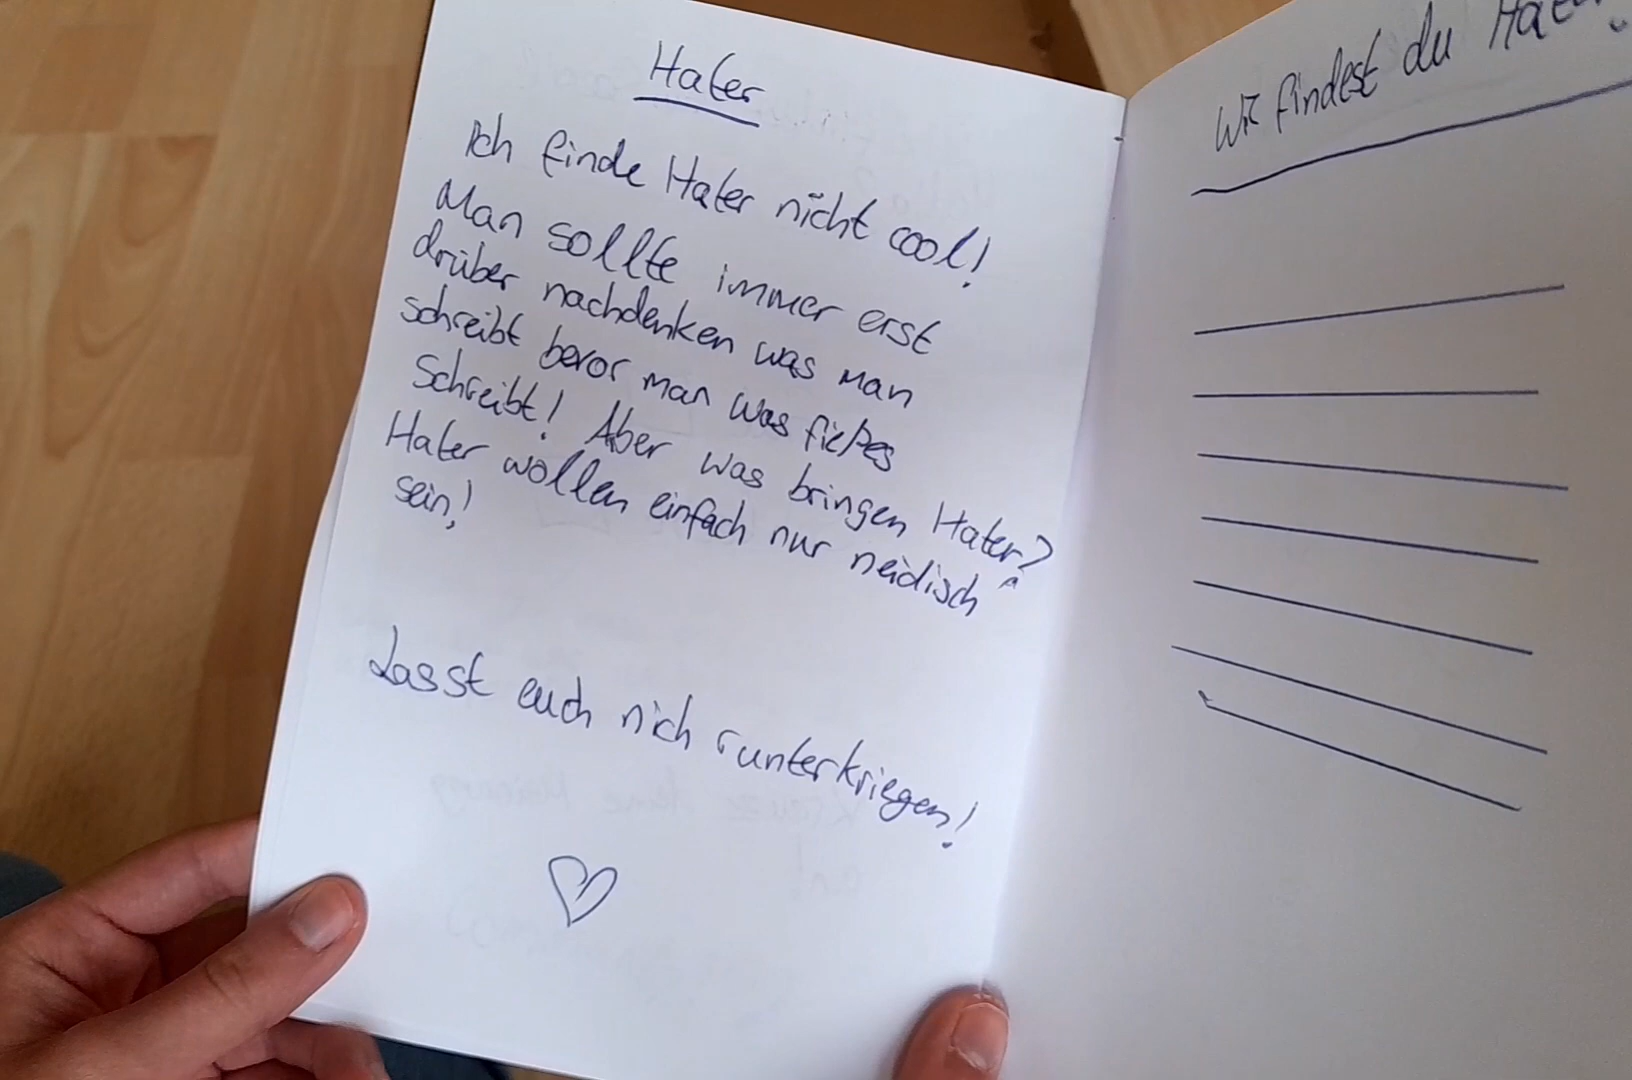 Hater
Ich finde Hater nicht cool!
Man sollte immer erst
drüber nachdenken was man
schreibt bevor man was fießes
Schreibt! Aber was bringen Hater?
Hater wollen einfach nur neidisch
sein!
Lasst euch nich runterkriegen!
Wie findest du Hater?